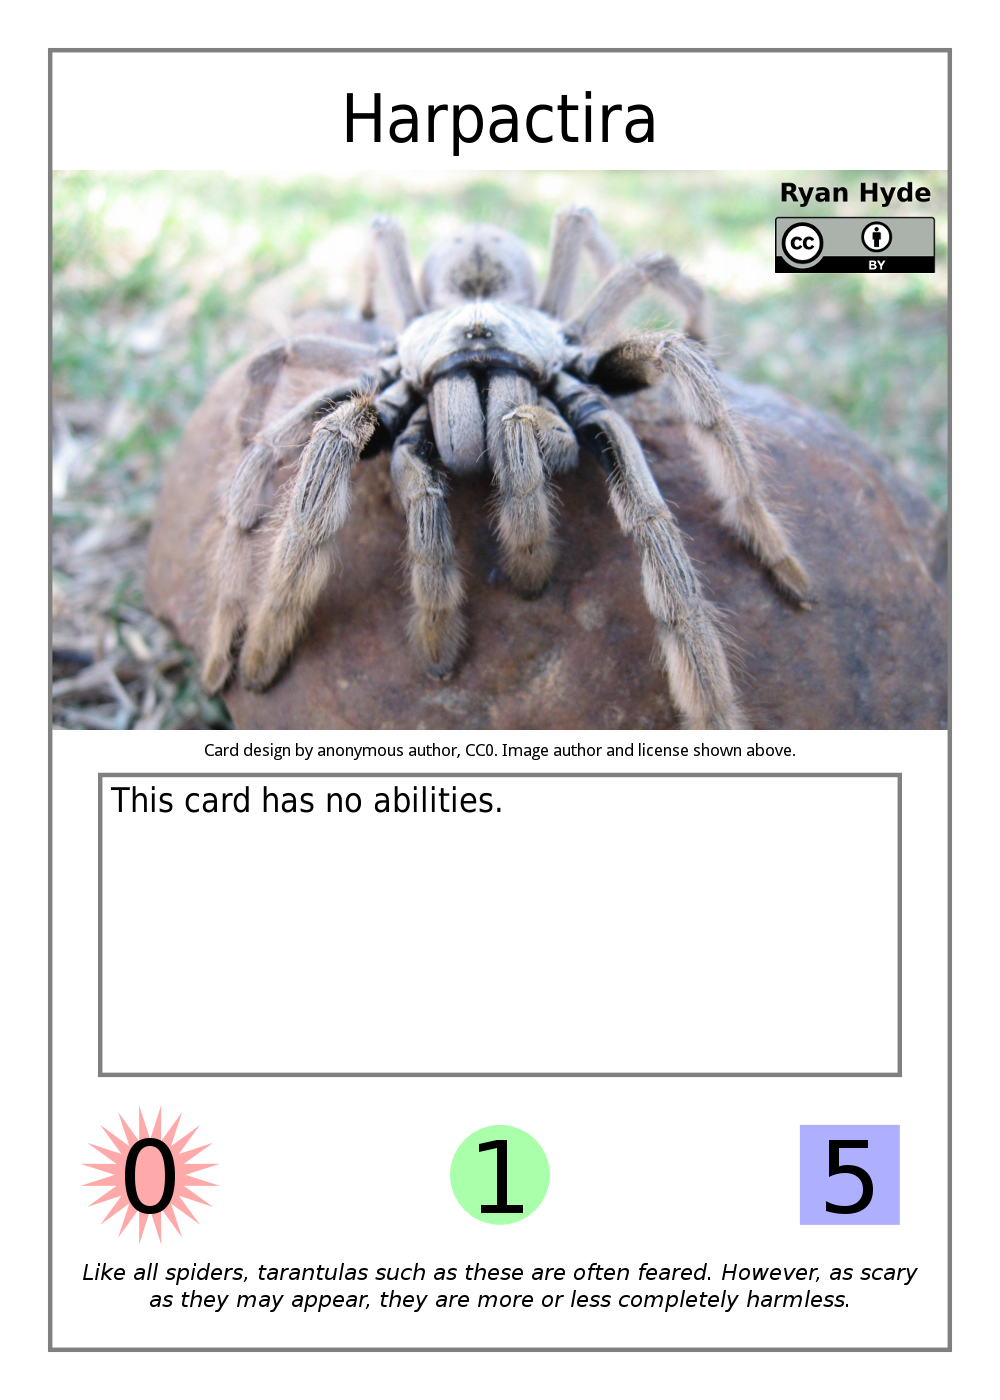 Harpactira
Ryan Hyde
CC
BY
Card design by anonymous author, CC0. Image author and license shown above.
This card has no abilities.
0
1
5
Like all spiders, tarantulas such as these are often feared. However, as scary
as they may appear, they are more or less completely harmless.